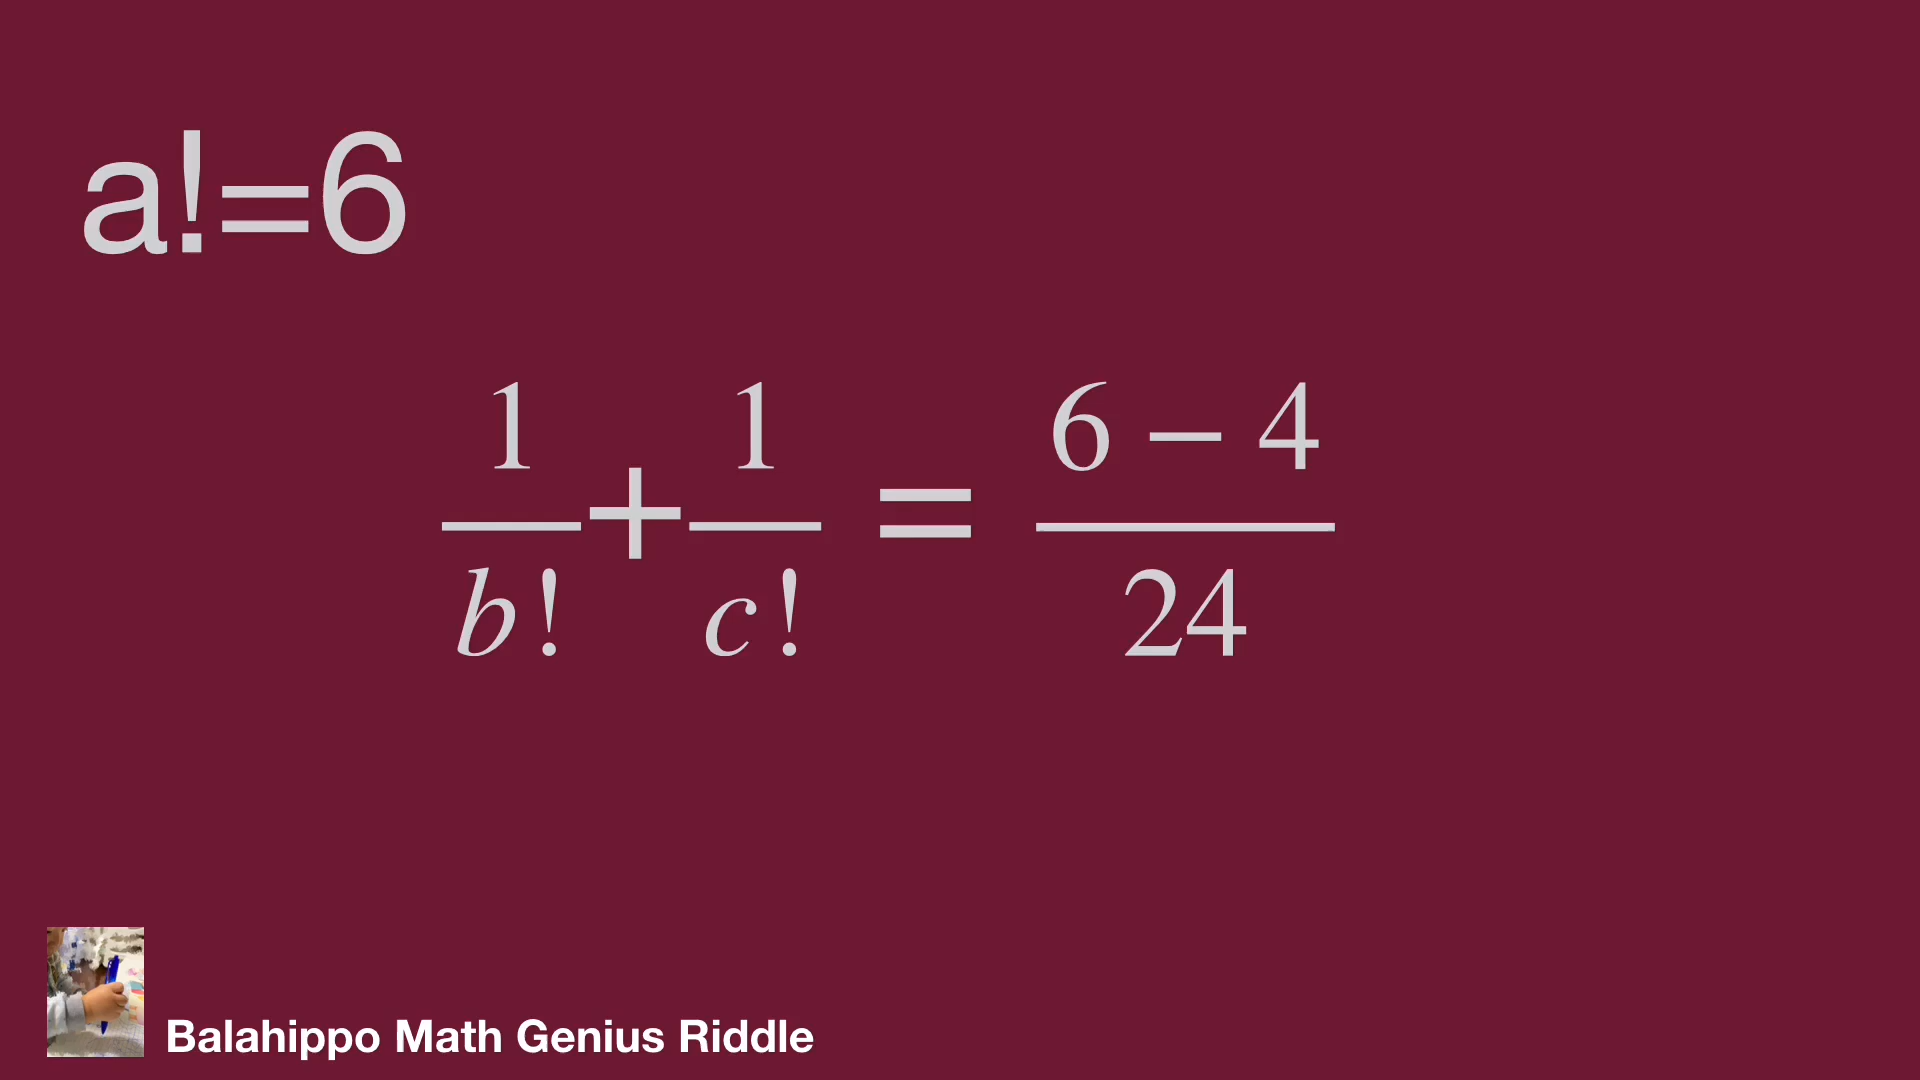 a!=6
1/b! + 1/c! = (6 − 4)/24
Balahippo Math Genius Riddle